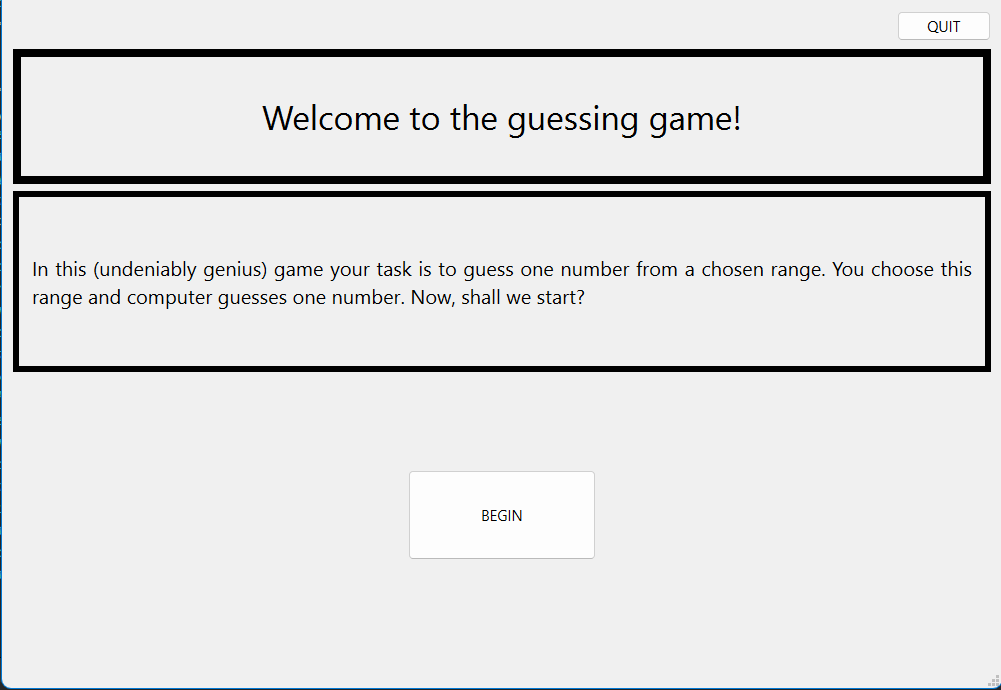 QUIT
Welcome to the guessing game!
In this (undeniably genius) game your task is to guess one number from a chosen range. You choose this
range and computer guesses one number. Now, shall we start?
BEGIN